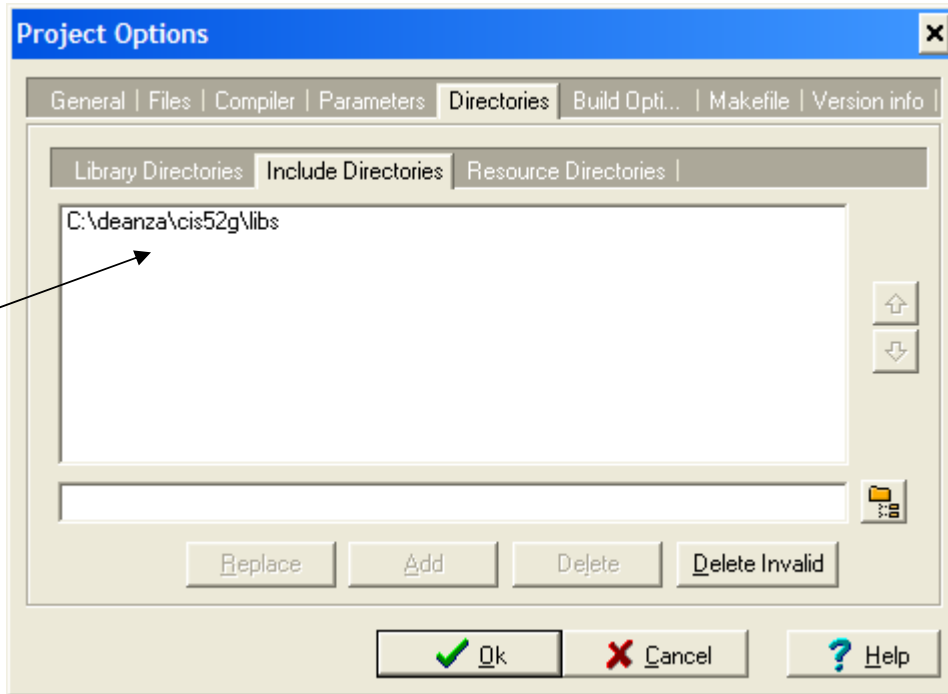 Project Options
General | Files | Compiler | Parameters Directories Build Opti... | Makefile | Version info |
Library Directories Include Directories Resource Directories |
C:\deanza\cis52g\libs
Replace Add Delete Delete Invalid
Ok Cancel Help